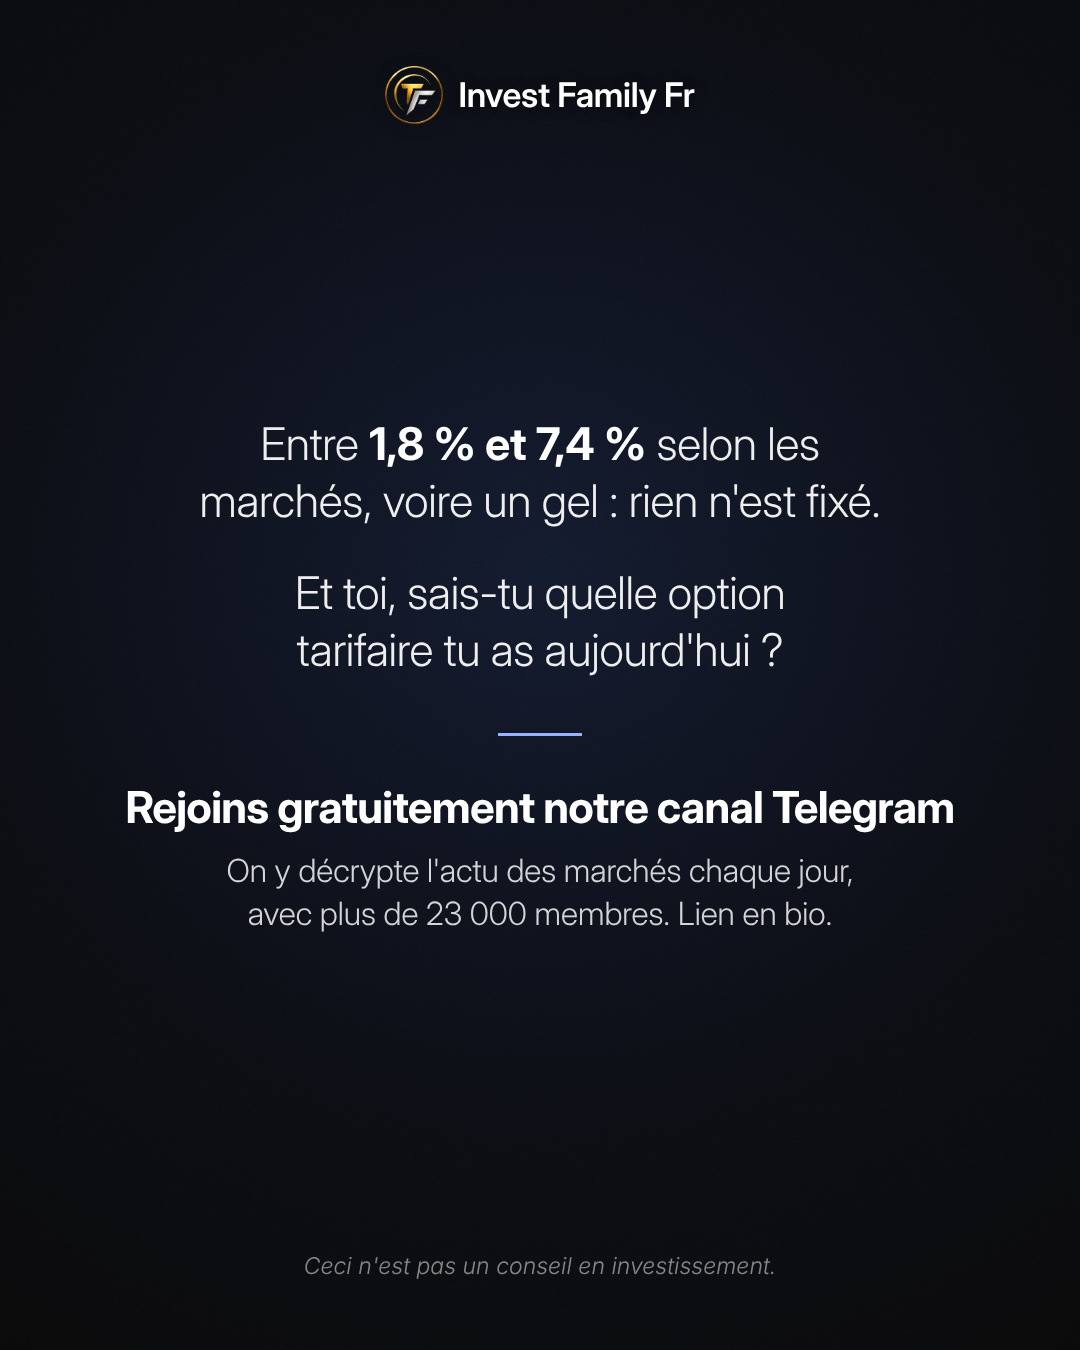 TF Invest Family Fr
Entre 1,8 % et 7,4 % selon les
marchés, voire un gel : rien n'est fixé.
Et toi, sais-tu quelle option
tarifaire tu as aujourd'hui ?
Rejoins gratuitement notre canal Telegram
On y décrypte l'actu des marchés chaque jour,
avec plus de 23 000 membres. Lien en bio.
Ceci n'est pas un conseil en investissement.